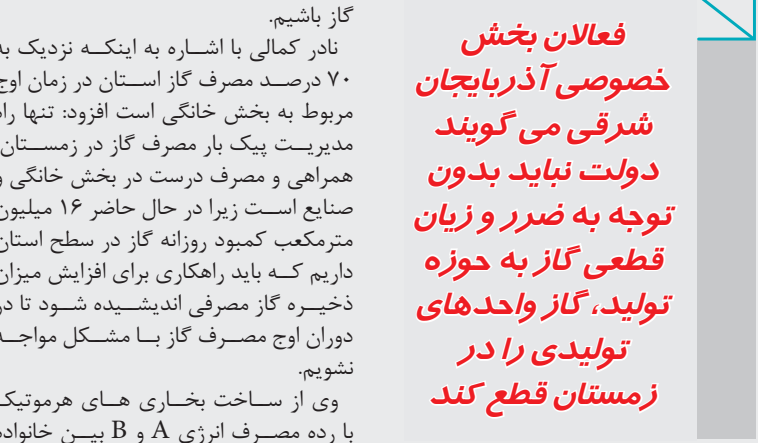 فعالان بخش
خصوصی آذربایجان
شرقی می گویند
دولت نباید بدون
توجه به ضرر و زیان
قطعی گاز به حوزه
تولید، گاز واحدهای
تولیدی را در
زمستان قطع کند
گاز باشیم.
نادر کمالی با اشاره به اینکه نزدیک به
۷۰ درصد مصرف گاز استان در زمان اوج
مربوط به بخش خانگی است افزود: تنها راه
مدیریت پیک بار مصرف گاز در زمستان
همراهی و مصرف درست در بخش خانگی و
صنایع است زیرا در حال حاضر ۱۶ میلیون
مترمکعب کمبود روزانه گاز در سطح استان
داریم که باید راهکاری برای افزایش میزان
ذخیره گاز مصرفی اندیشیده شود تا در
دوران اوج مصرف گاز با مشکل مواجه
نشویم.
وی از ساخت بخاری های هرموتیک
با رده مصرف انرژی A و B بین خانواده